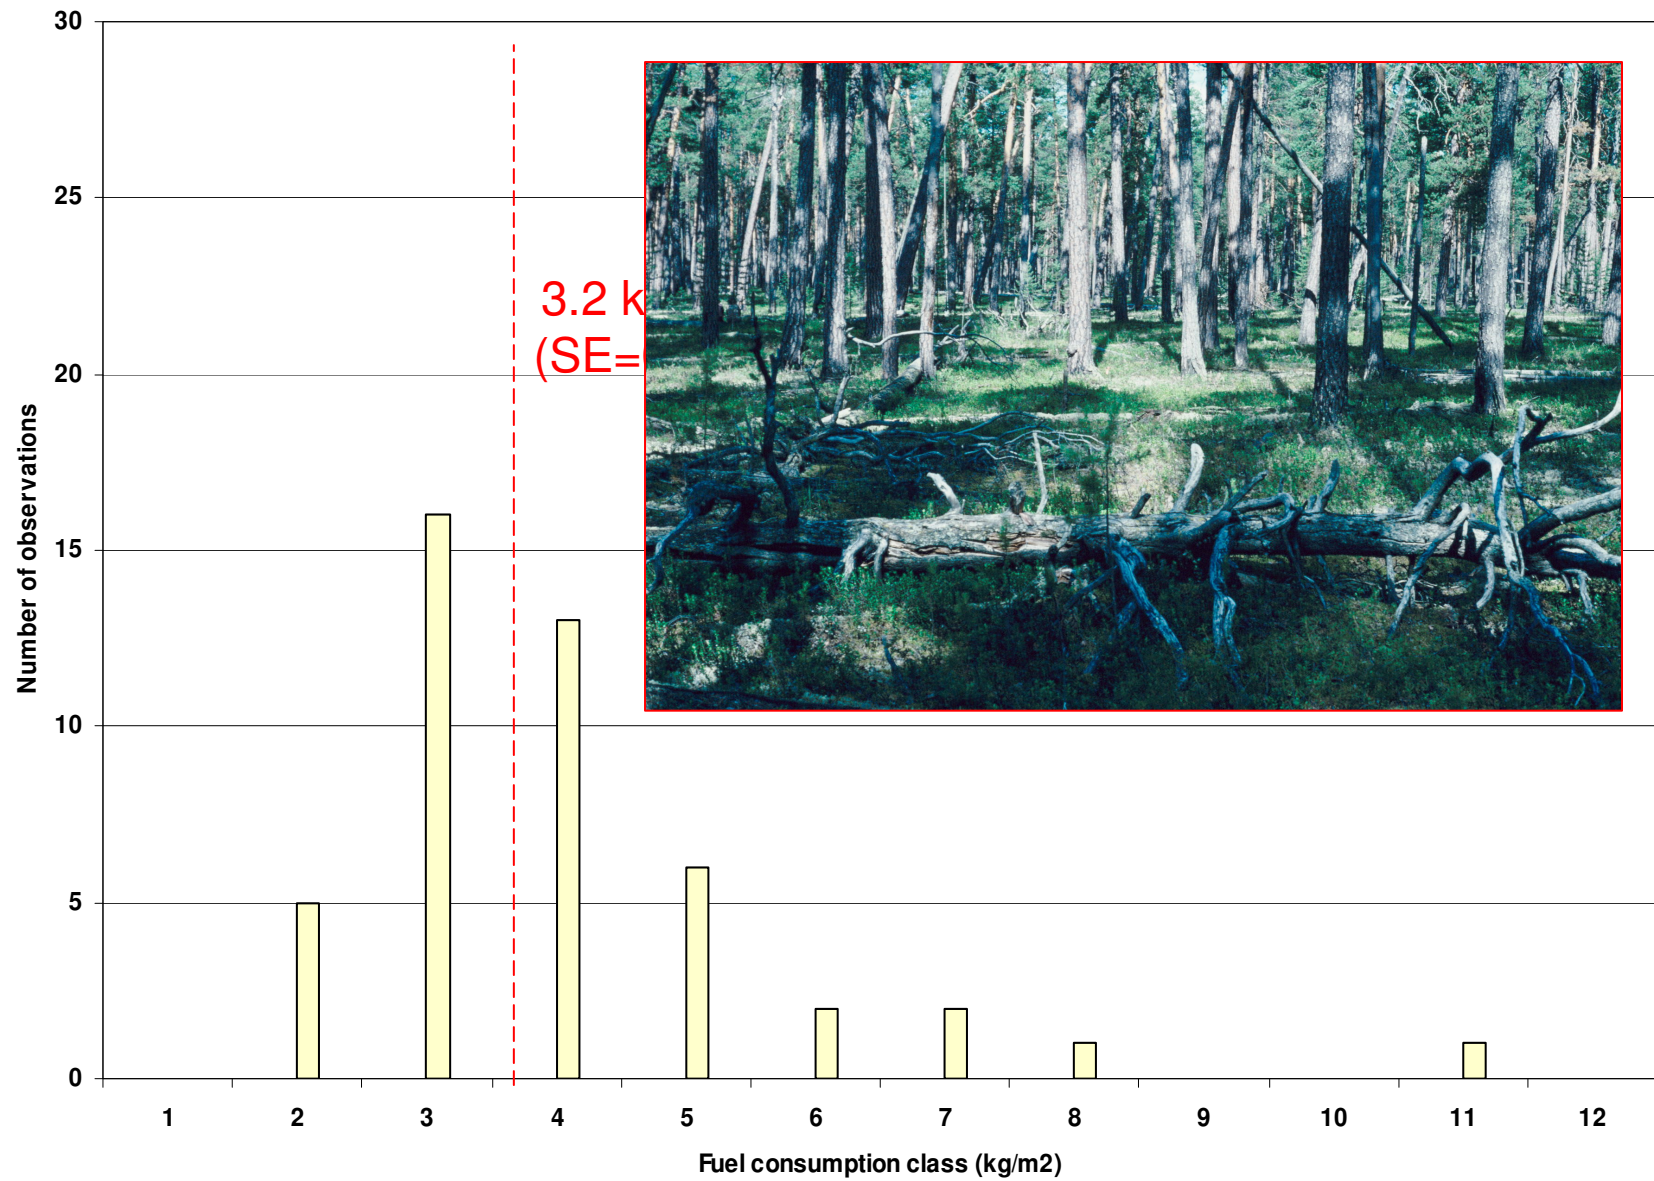 30
25
20
15
10
5
0
Number of observations
3.2 k
(SE=
1 2 3 4 5 6 7 8 9 10 11 12
Fuel consumption class (kg/m2)